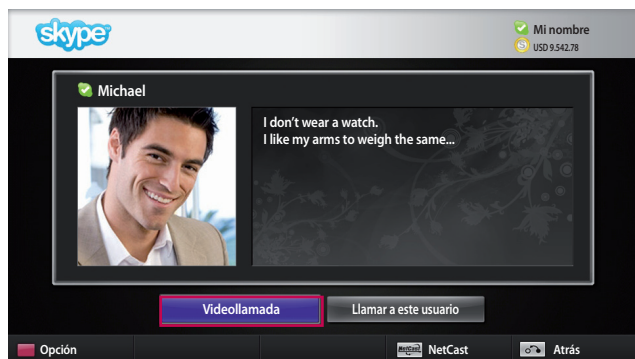 skype
Mi nombre
USD 9.542.78
Michael
I don't wear a watch.
I like my arms to weigh the same...
Videollamada
Llamar a este usuario
Opción
NetCast
NetCast
Atrás